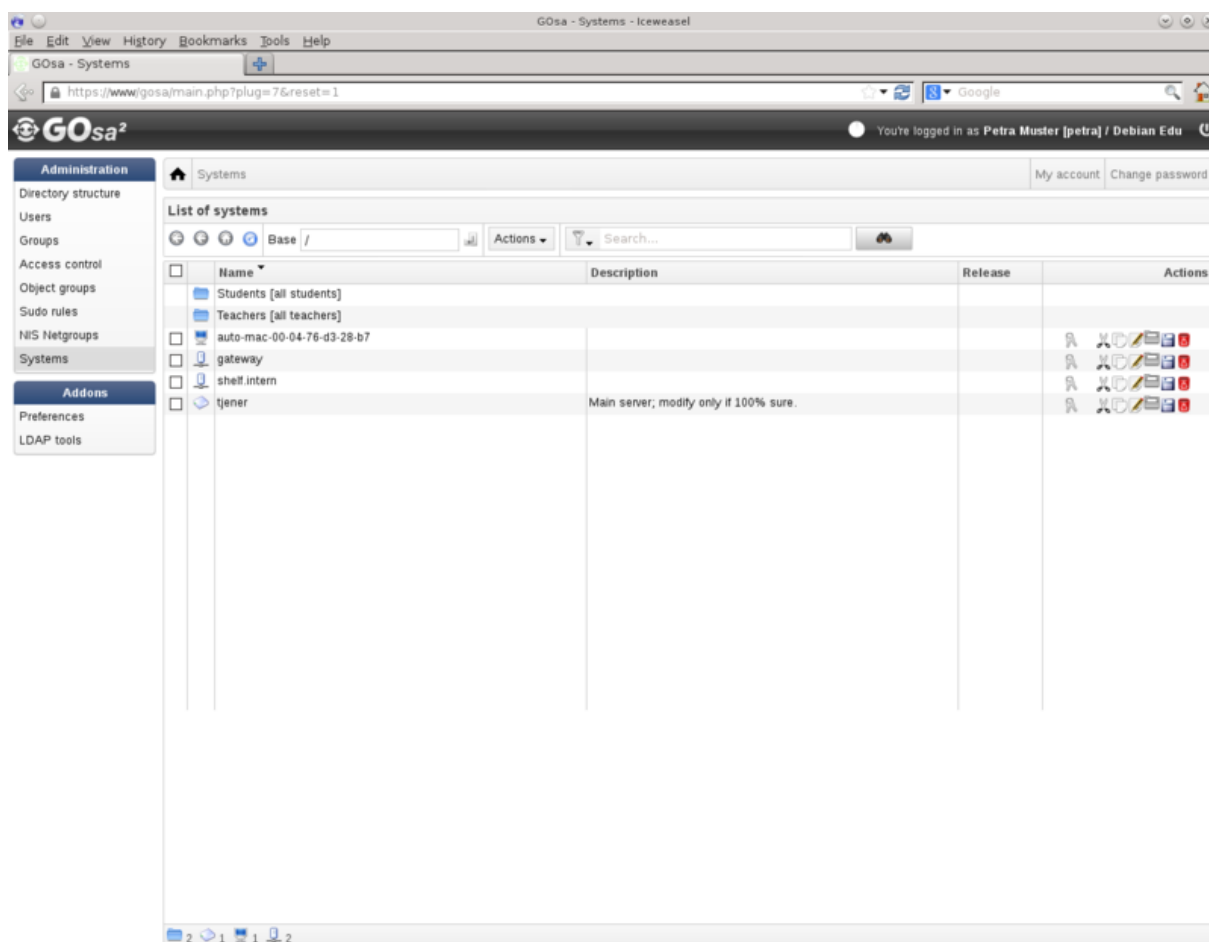 GOsa - Systems - Iceweasel
File Edit View History Bookmarks Tools Help
GOsa - Systems
https://www/gosa/main.php?plug=7&reset=1
8 Google
GOsa²
You're logged in as Petra Muster [petra] / Debian Edu
Administration
Directory structure
Users
Groups
Access control
Object groups
Sudo rules
NIS Netgroups
Systems
Addons
Preferences
LDAP tools
Systems
My account Change password
List of systems
Base / Actions Search...
Name Description Release Actions
Students [all students]
Teachers [all teachers]
auto-mac-00-04-76-d3-28-b7
gateway
shelf.intern
tjener Main server; modify only if 100% sure.
2 1 1 2